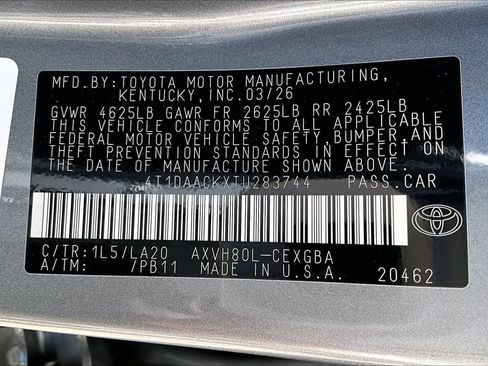 MFD.BY:TOYOTA MOTOR MANUFACTURING,
KENTUCKY,INC.03/26
GVWR 4625LB GAWR FR 2625LB RR 2425LB
THIS VEHICLE CONFORMS TO ALL APPLICABLE
FEDERAL MOTOR VEHICLE SAFETY, BUMPER, AND
THEFT PREVENTION STANDARDS IN EFFECT ON
THE DATE OF MANUFACTURE SHOWN ABOVE.
4T1DAACKXTU283744 PASS.CAR
C/TR:1L5/LA20 AXVH80L-CEXGBA
A/TM: /PB11 MADE IN U.S.A. 20462